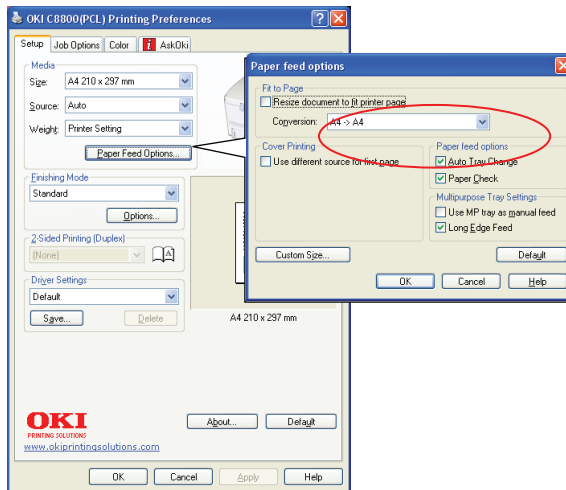 OKI C8800(PCL) Printing Preferences
Setup Job Options Color AskOki
Media
Size: A4 210 x 297 mm
Source: Auto
Weight: Printer Setting
Paper Feed Options...
Finishing Mode
Standard
Options...
2-Sided Printing (Duplex)
(None)
Driver Settings
Default
Save... Delete
A4 210 x 297 mm
OKI
PRINTING SOLUTIONS
www.okiprintingsolutions.com
About... Default
OK Cancel Apply Help
Paper feed options
Fit to Page
Resize document to fit printer page
Conversion: A4 -> A4
Cover Printing
Use different source for first page
Paper feed options
Auto Tray Change
Paper Check
Multipurpose Tray Settings
Use MP tray as manual feed
Long Edge Feed
Custom Size... Default
OK Cancel Help